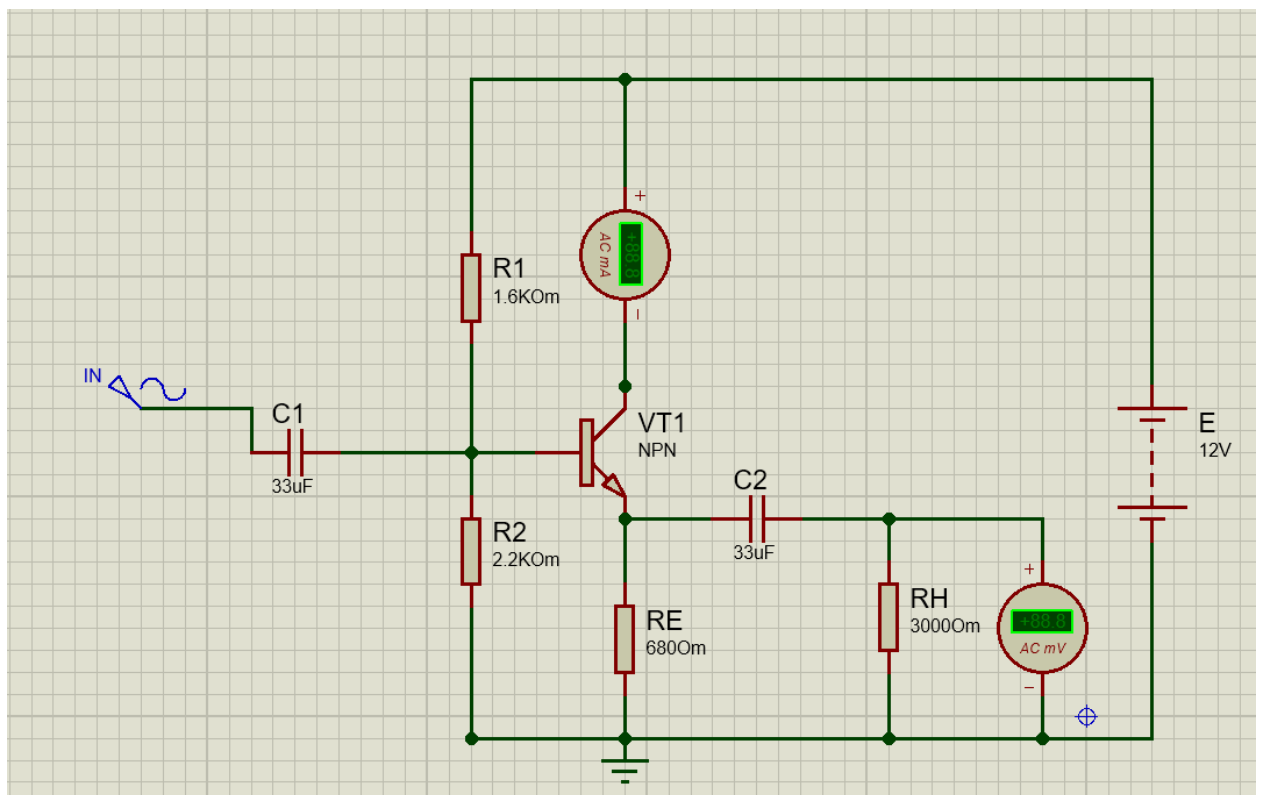 +
AC mA
+88.8
-
R1
1.6KOm
IN
C1
33uF
VT1
NPN
E
12V
C2
33uF
R2
2.2KOm
RE
680Om
RH
3000Om
+
+88.8
AC mV
-